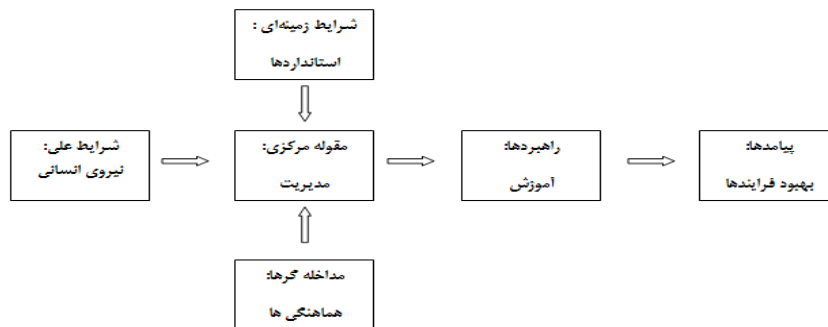 شرایط زمینه‌ای :
استانداردها
شرایط علی:
نیروی انسانی
مقوله مرکزی:
مدیریت
راهبردها:
آموزش
پیامدها:
بهبود فرایندها
مداخله گرها:
هماهنگی ها